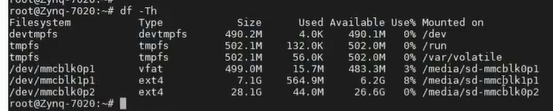 root@Zynq-7020:~# df -Th
Filesystem Type Size Used Available Use% Mounted on
devtmpfs devtmpfs 490.2M 4.0K 490.1M 0% /dev
tmpfs tmpfs 502.1M 132.0K 502.0M 0% /run
tmpfs tmpfs 502.1M 56.0K 502.0M 0% /var/volatile
/dev/mmcblk0p1 vfat 499.0M 15.7M 483.3M 3% /media/sd-mmcblk0p1
/dev/mmcblk1p1 ext4 7.1G 564.9M 6.2G 8% /media/sd-mmcblk1p1
/dev/mmcblk0p2 ext4 28.1G 44.0M 26.6G 0% /media/sd-mmcblk0p2
root@Zynq-7020:~#